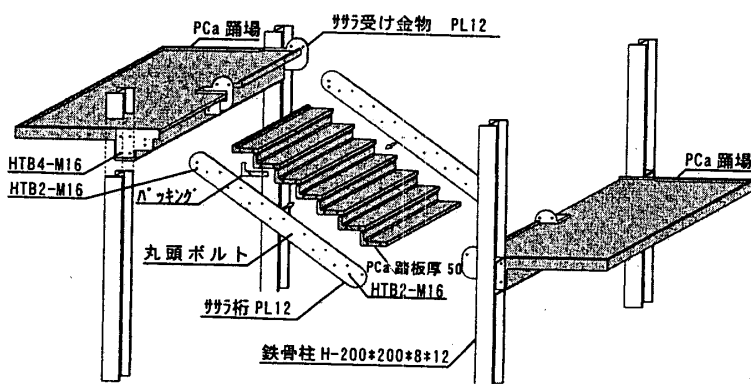 PCa 踊場
ササラ受け金物 PL12
HTB4-M16
HTB2-M16
パッキング
丸頭ボルト
ササラ桁 PL12
PCa 踏板厚 50
HTB2-M16
鉄骨柱 H-200*200*8*12
PCa 踊場